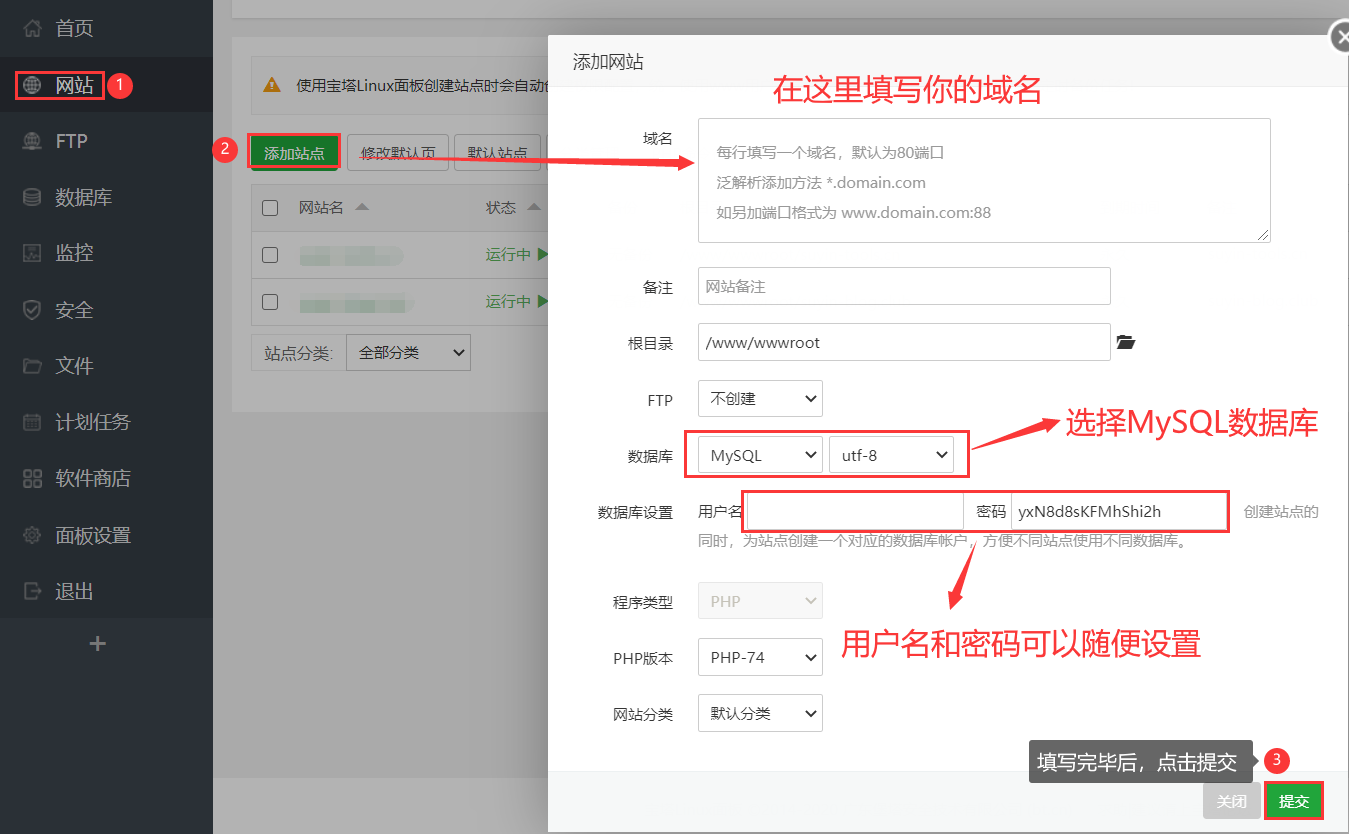 首页
网站
1
FTP
数据库
监控
安全
文件
计划任务
软件商店
面板设置
退出
+
使用宝塔Linux面板创建站点时会自动
2
添加站点
修改默认页
默认站点
网站名
状态
运行中
运行中
站点分类:
全部分类
添加网站
在这里填写你的域名
域名
每行填写一个域名，默认为80端口
泛解析添加方法 *.domain.com
如另加端口格式为 www.domain.com:88
备注
网站备注
根目录
/www/wwwroot
FTP
不创建
数据库
MySQL
utf-8
选择MySQL数据库
数据库设置
用户名
密码
yxN8d8sKFMhShi2h
创建站点的
同时，为站点创建一个对应的数据库帐户，方便不同站点使用不同数据库。
程序类型
PHP
用户名和密码可以随便设置
PHP版本
PHP-74
网站分类
默认分类
填写完毕后，点击提交
3
关闭
提交